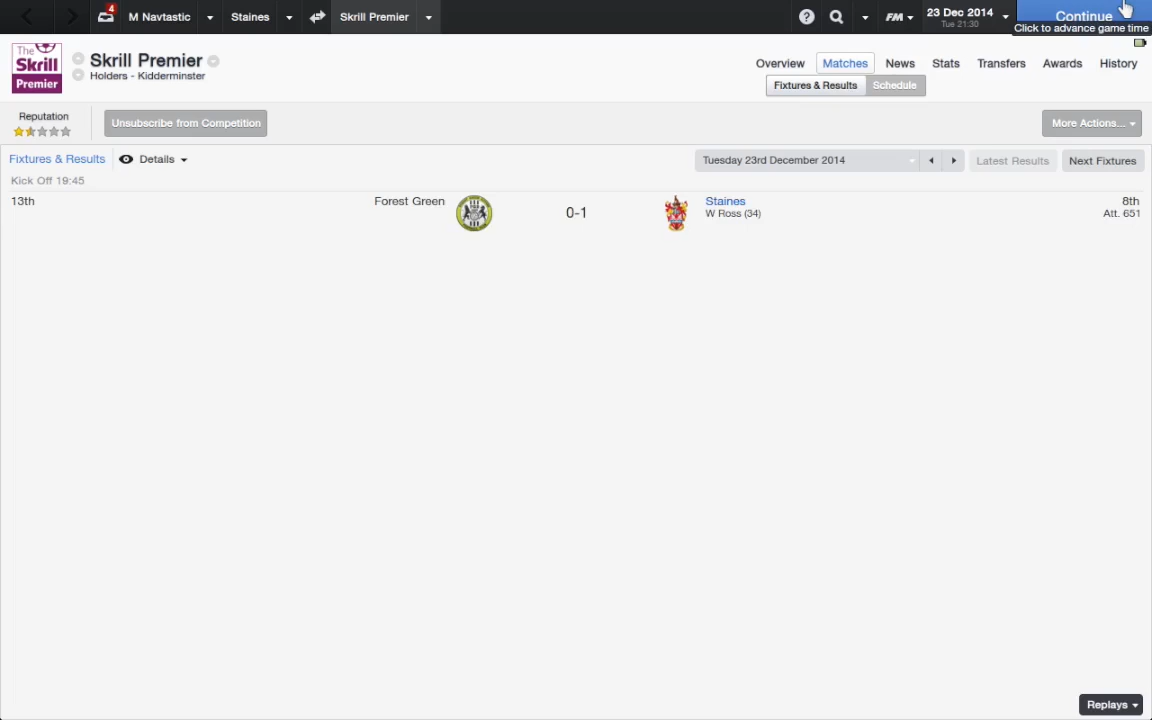 4
M Navtastic
Staines
Skrill Premier
FM
23 Dec 2014
Tue 21:30
Continue
Click to advance game time
The
Skrill
Premier
Skrill Premier
Holders - Kidderminster
Overview
Matches
News
Stats
Transfers
Awards
History
Fixtures & Results
Schedule
Reputation
Unsubscribe from Competition
More Actions...
Fixtures & Results
Details
Tuesday 23rd December 2014
Latest Results
Next Fixtures
Kick Off 19:45
13th
Forest Green
0-1
Staines
W Ross (34)
8th
Att. 651
Replays